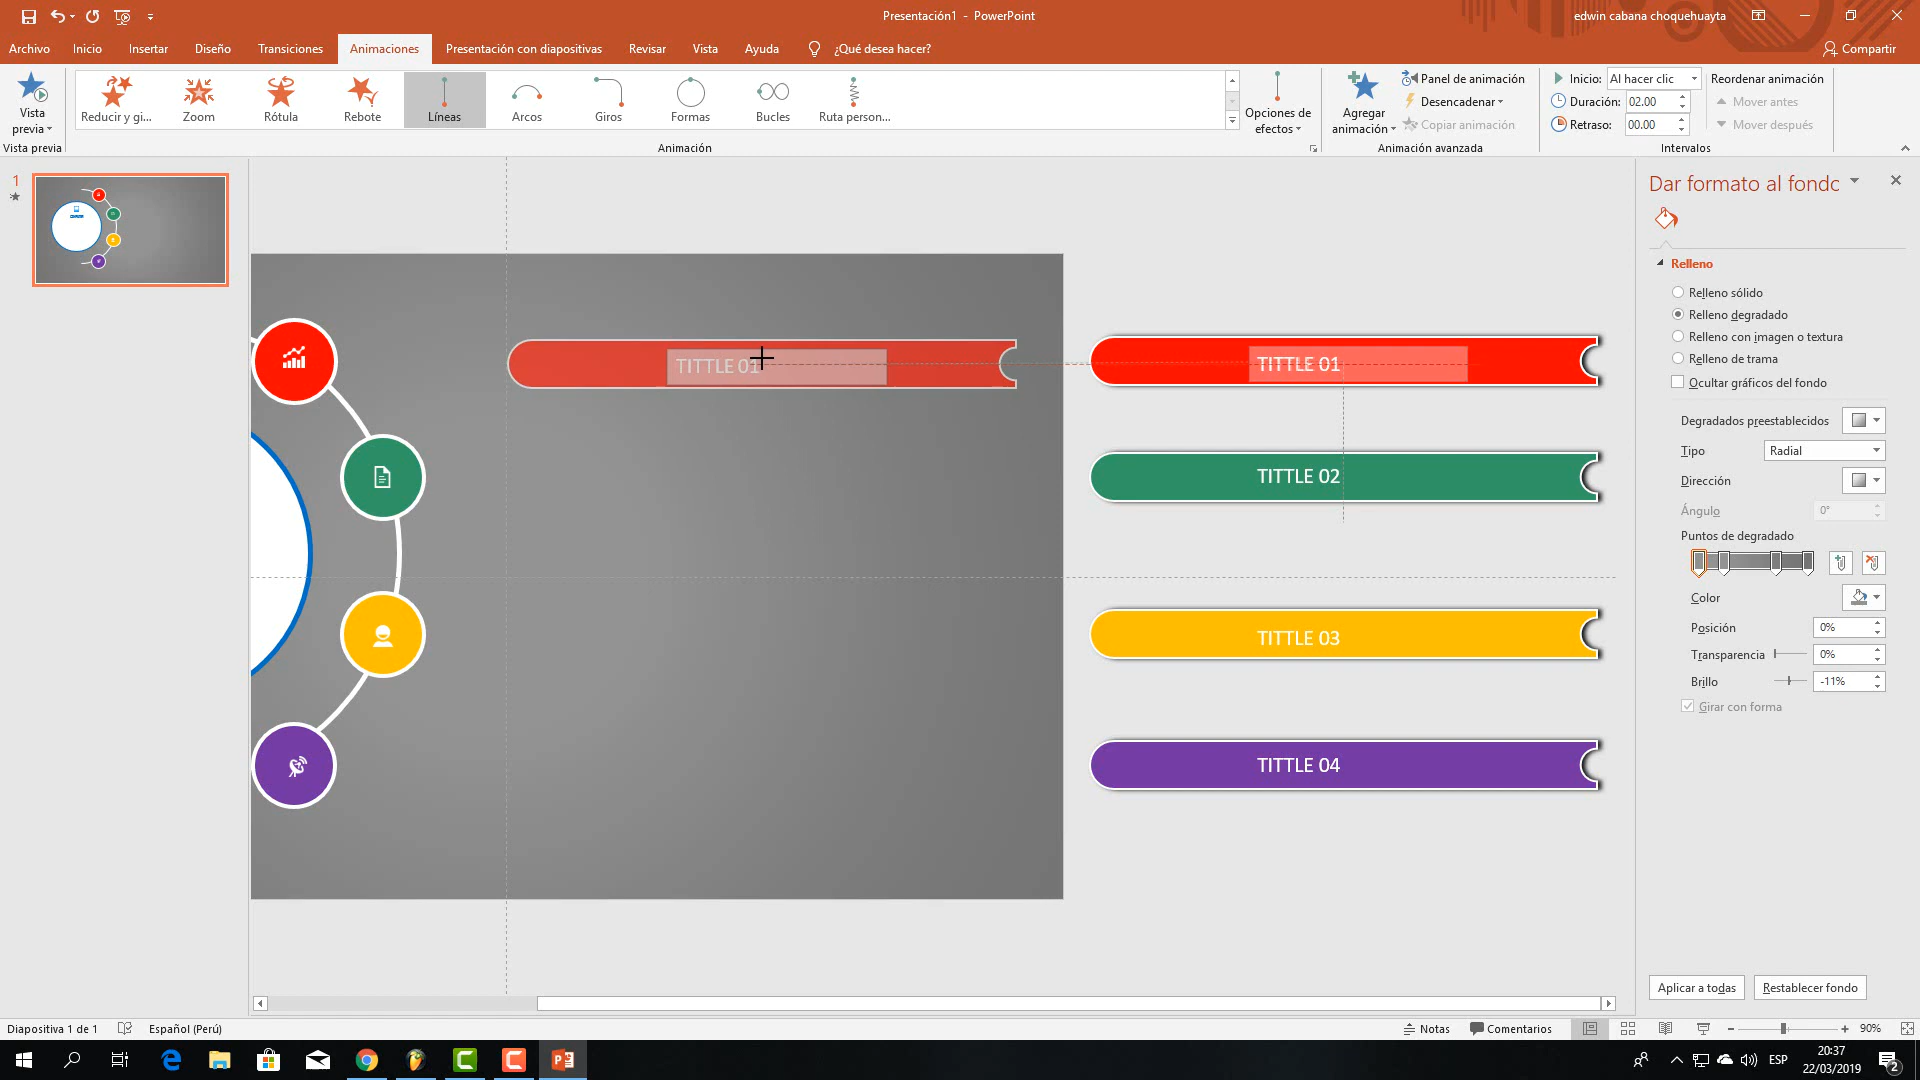 Presentación1 - PowerPoint
edwin cabana choquehuayta
Archivo Inicio Insertar Diseño Transiciones Animaciones Presentación con diapositivas Revisar Vista Ayuda ¿Qué desea hacer? Compartir
Vista previa
Vista previa
Reducir y gi... Zoom Rótula Rebote Líneas Arcos Giros Formas Bucles Ruta person...
Animación
Opciones de efectos
Agregar animación
Panel de animación
Desencadenar
Copiar animación
Animación avanzada
Inicio: Al hacer clic
Duración: 02.00
Retraso: 00.00
Reordenar animación
Mover antes
Mover después
Intervalos
1
TITTLE 01
TITTLE 01
TITTLE 02
TITTLE 03
TITTLE 04
Dar formato al fondo
Relleno
Relleno sólido
Relleno degradado
Relleno con imagen o textura
Relleno de trama
Ocultar gráficos del fondo
Degradados preestablecidos
Tipo Radial
Dirección
Ángulo 0°
Puntos de degradado
Color
Posición 0%
Transparencia 0%
Brillo -11%
Girar con forma
Aplicar a todas Restablecer fondo
Diapositiva 1 de 1 Español (Perú) Notas Comentarios 90%
ESP
20:37
22/03/2019
2